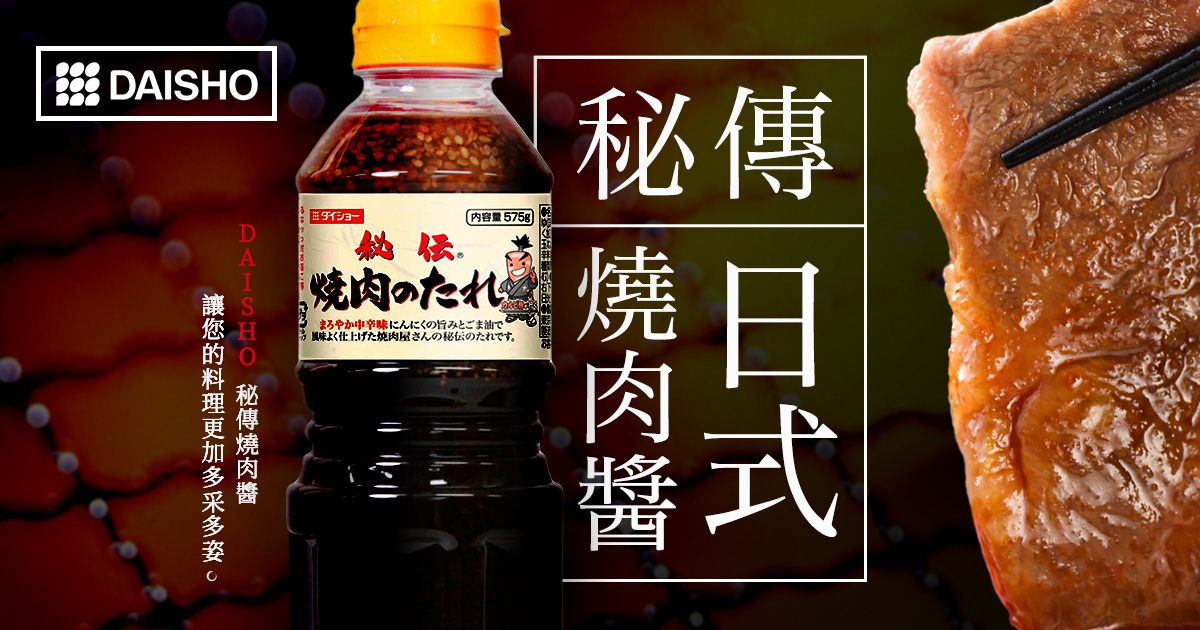 DAISHO
秘傳
日式
燒肉醬
DAISHO 秘傳燒肉醬
讓您的料理更加多采多姿。
ダイショー
内容量 575g
秘伝®
焼肉のたれ
まろやか中辛味 にんにくの旨みとごま油で
風味よく仕上げた焼肉屋さんの秘伝のたれです。